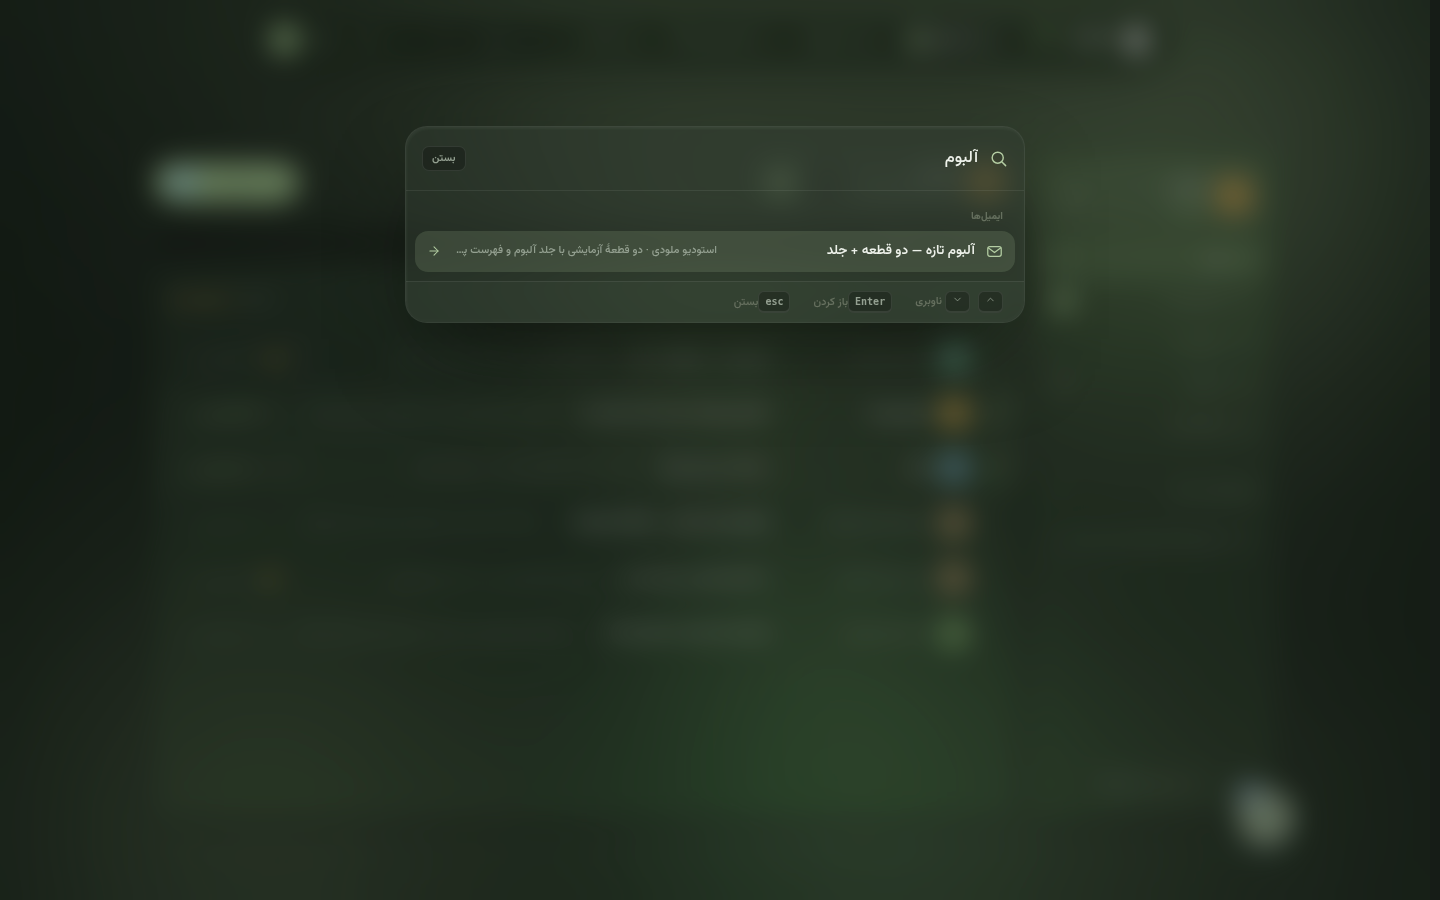 آلبوم
بستن
ایمیل‌ها
آلبوم تازه — دو قطعه + جلد
استودیو ملودی · دو قطعهٔ آزمایشی با جلد آلبوم و فهرست پ…
ناوبری Enter باز کردن esc بستن